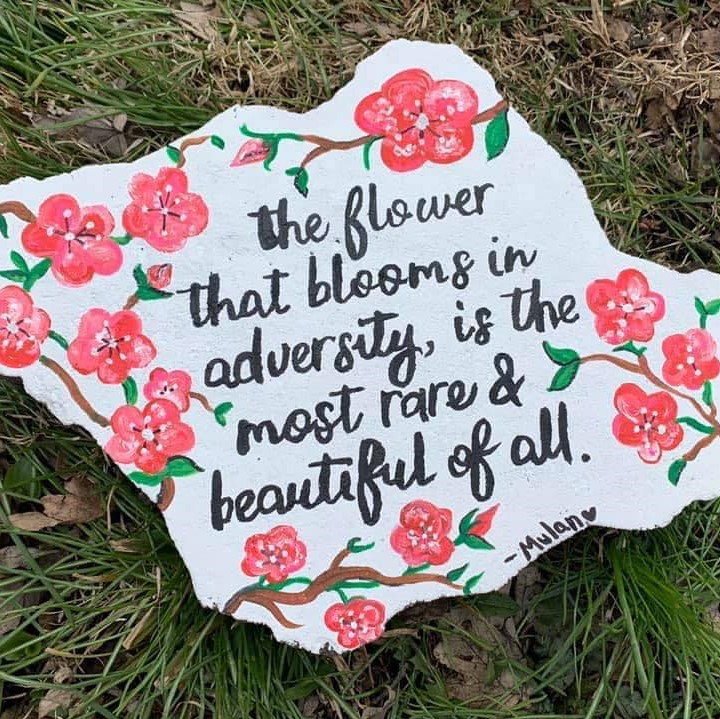 the flower
that blooms in
adversity, is the
most rare &
beautiful of all.
-Mulan♥